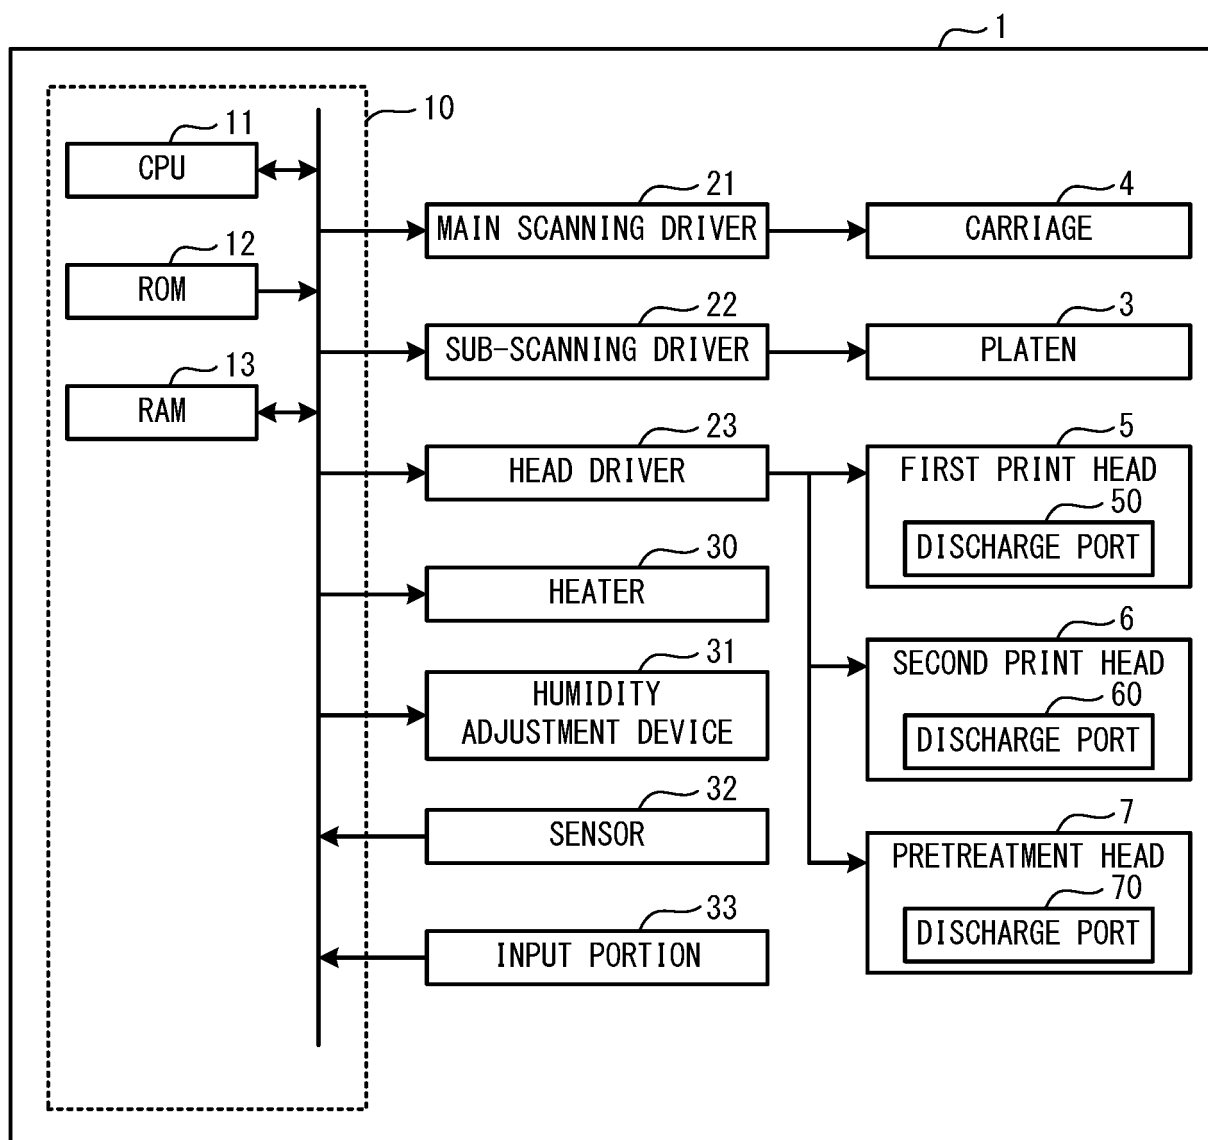 1
10
11
CPU
21
4
MAIN SCANNING DRIVER
CARRIAGE
12
ROM
22
3
SUB-SCANNING DRIVER
PLATEN
13
RAM
23
5
HEAD DRIVER
FIRST PRINT HEAD
50
DISCHARGE PORT
30
HEATER
6
SECOND PRINT HEAD
31
HUMIDITY
ADJUSTMENT DEVICE
60
DISCHARGE PORT
32
SENSOR
7
PRETREATMENT HEAD
70
DISCHARGE PORT
33
INPUT PORTION